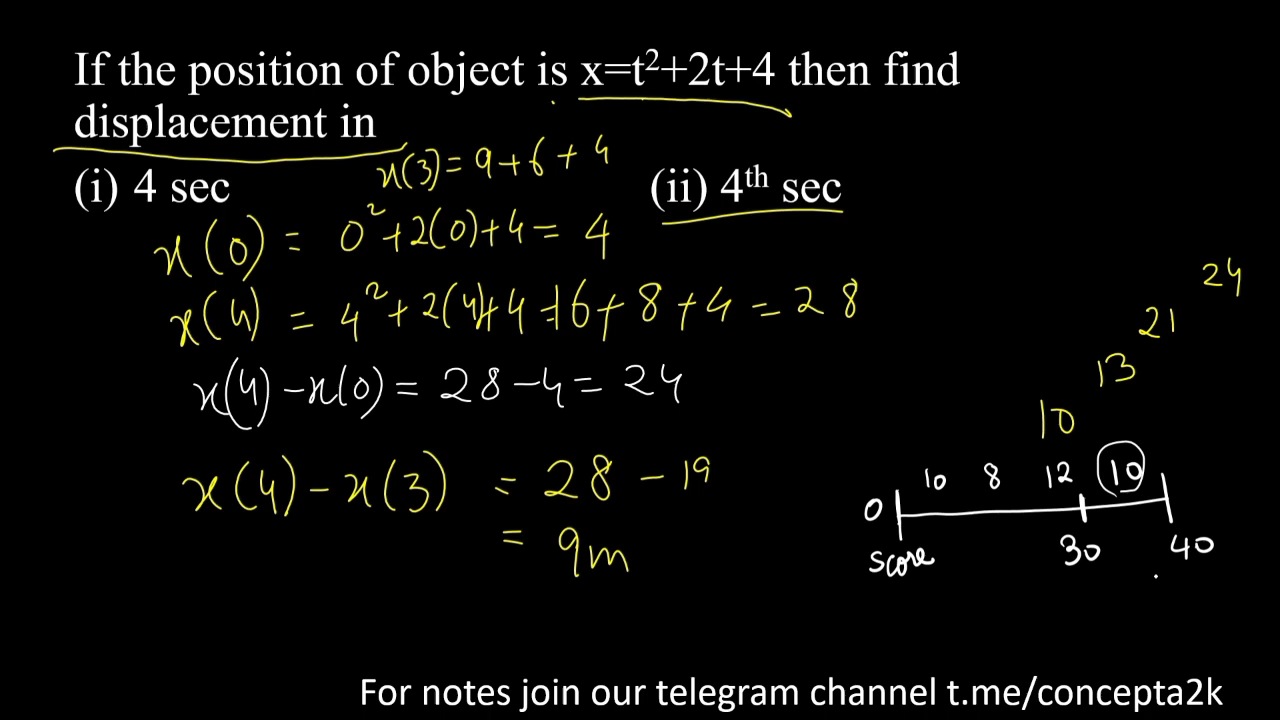 If the position of object is x=t²+2t+4 then find
displacement in
x(3) = 9+6+4
(i) 4 sec
(ii) 4th sec
x(0) = 0²+2(0)+4 = 4
x(4) = 4²+2(4)+4 = 16+8+4 = 28
x(4)-x(0) = 28-4 = 24
x(4)-x(3) = 28-19
= 9m
24
21
13
10
10 8 12 10
0
score 30 40
For notes join our telegram channel t.me/concepta2k